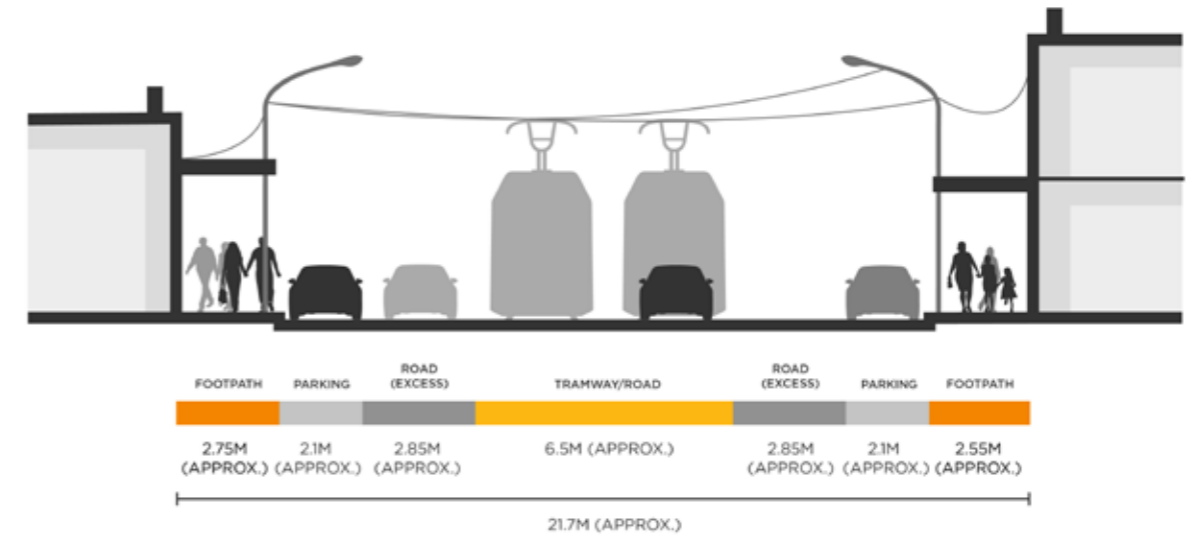 FOOTPATH
PARKING
ROAD
(EXCESS)
TRAMWAY/ROAD
ROAD
(EXCESS)
PARKING
FOOTPATH
2.75M
(APPROX.)
2.1M
(APPROX.)
2.85M
(APPROX.)
6.5M (APPROX.)
2.85M
(APPROX.)
2.1M
(APPROX.)
2.55M
(APPROX.)
21.7M (APPROX.)